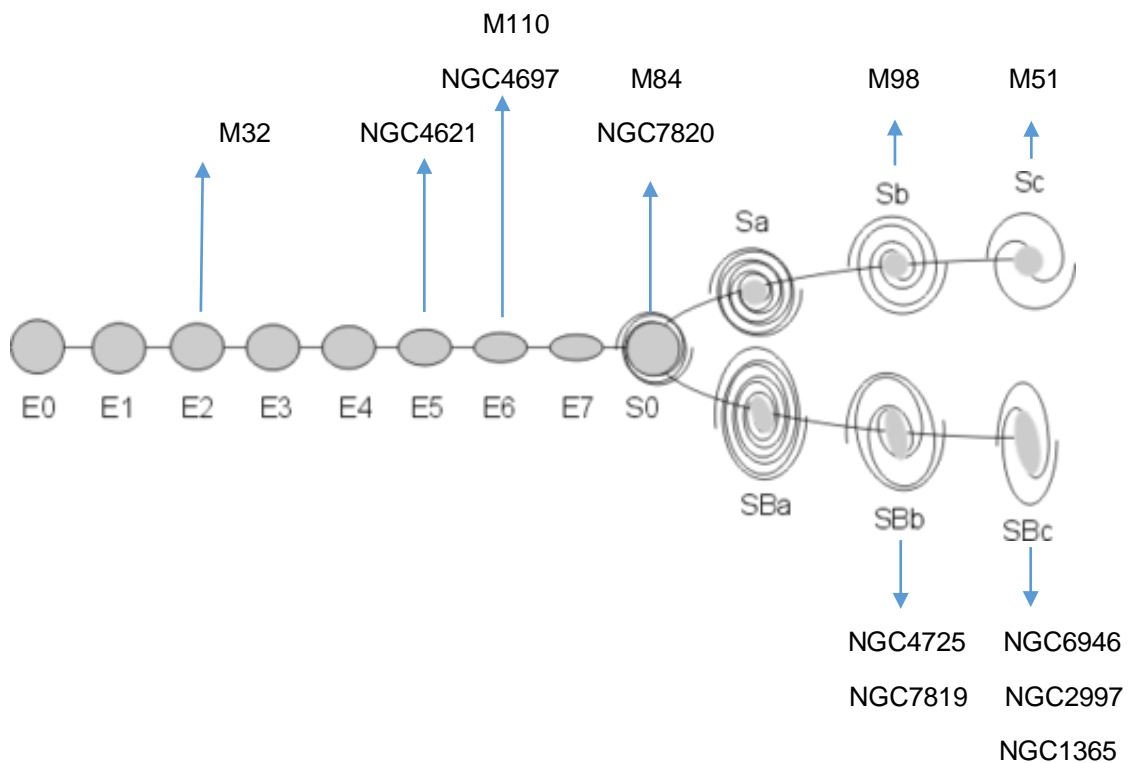 M110
NGC4697 M84 M98 M51
M32 NGC4621 NGC7820
Sb Sc
Sa
E0 E1 E2 E3 E4 E5 E6 E7 S0
SBa SBb SBc
NGC4725 NGC6946
NGC7819 NGC2997
NGC1365